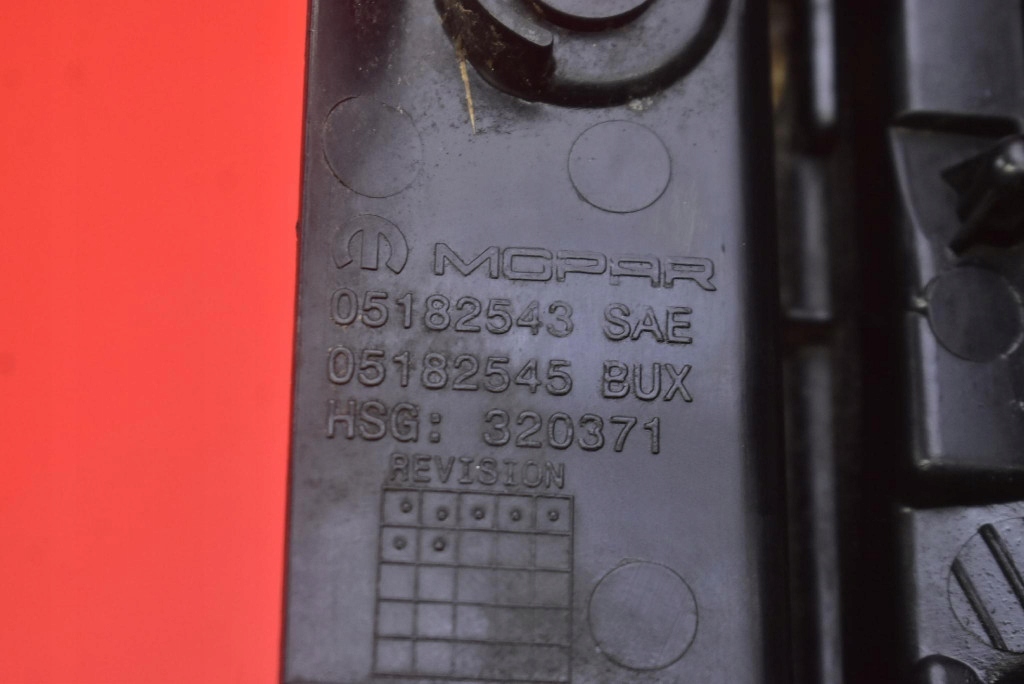 MOPAR
05182543 SAE
05182545 BUX
HSG: 320371
REVISION